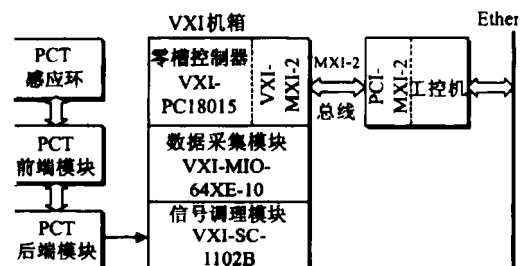 VXI机箱
Ether
PCT
感应环
零槽控制器
VXI-
PC18015
VXI-
MXI-2
MXI-2
总线
PCI-
MXI-2
工控机
PCT
前端模块
数据采集模块
VXI-MIO-
64XE-10
PCT
后端模块
信号调理模块
VXI-SC-
1102B